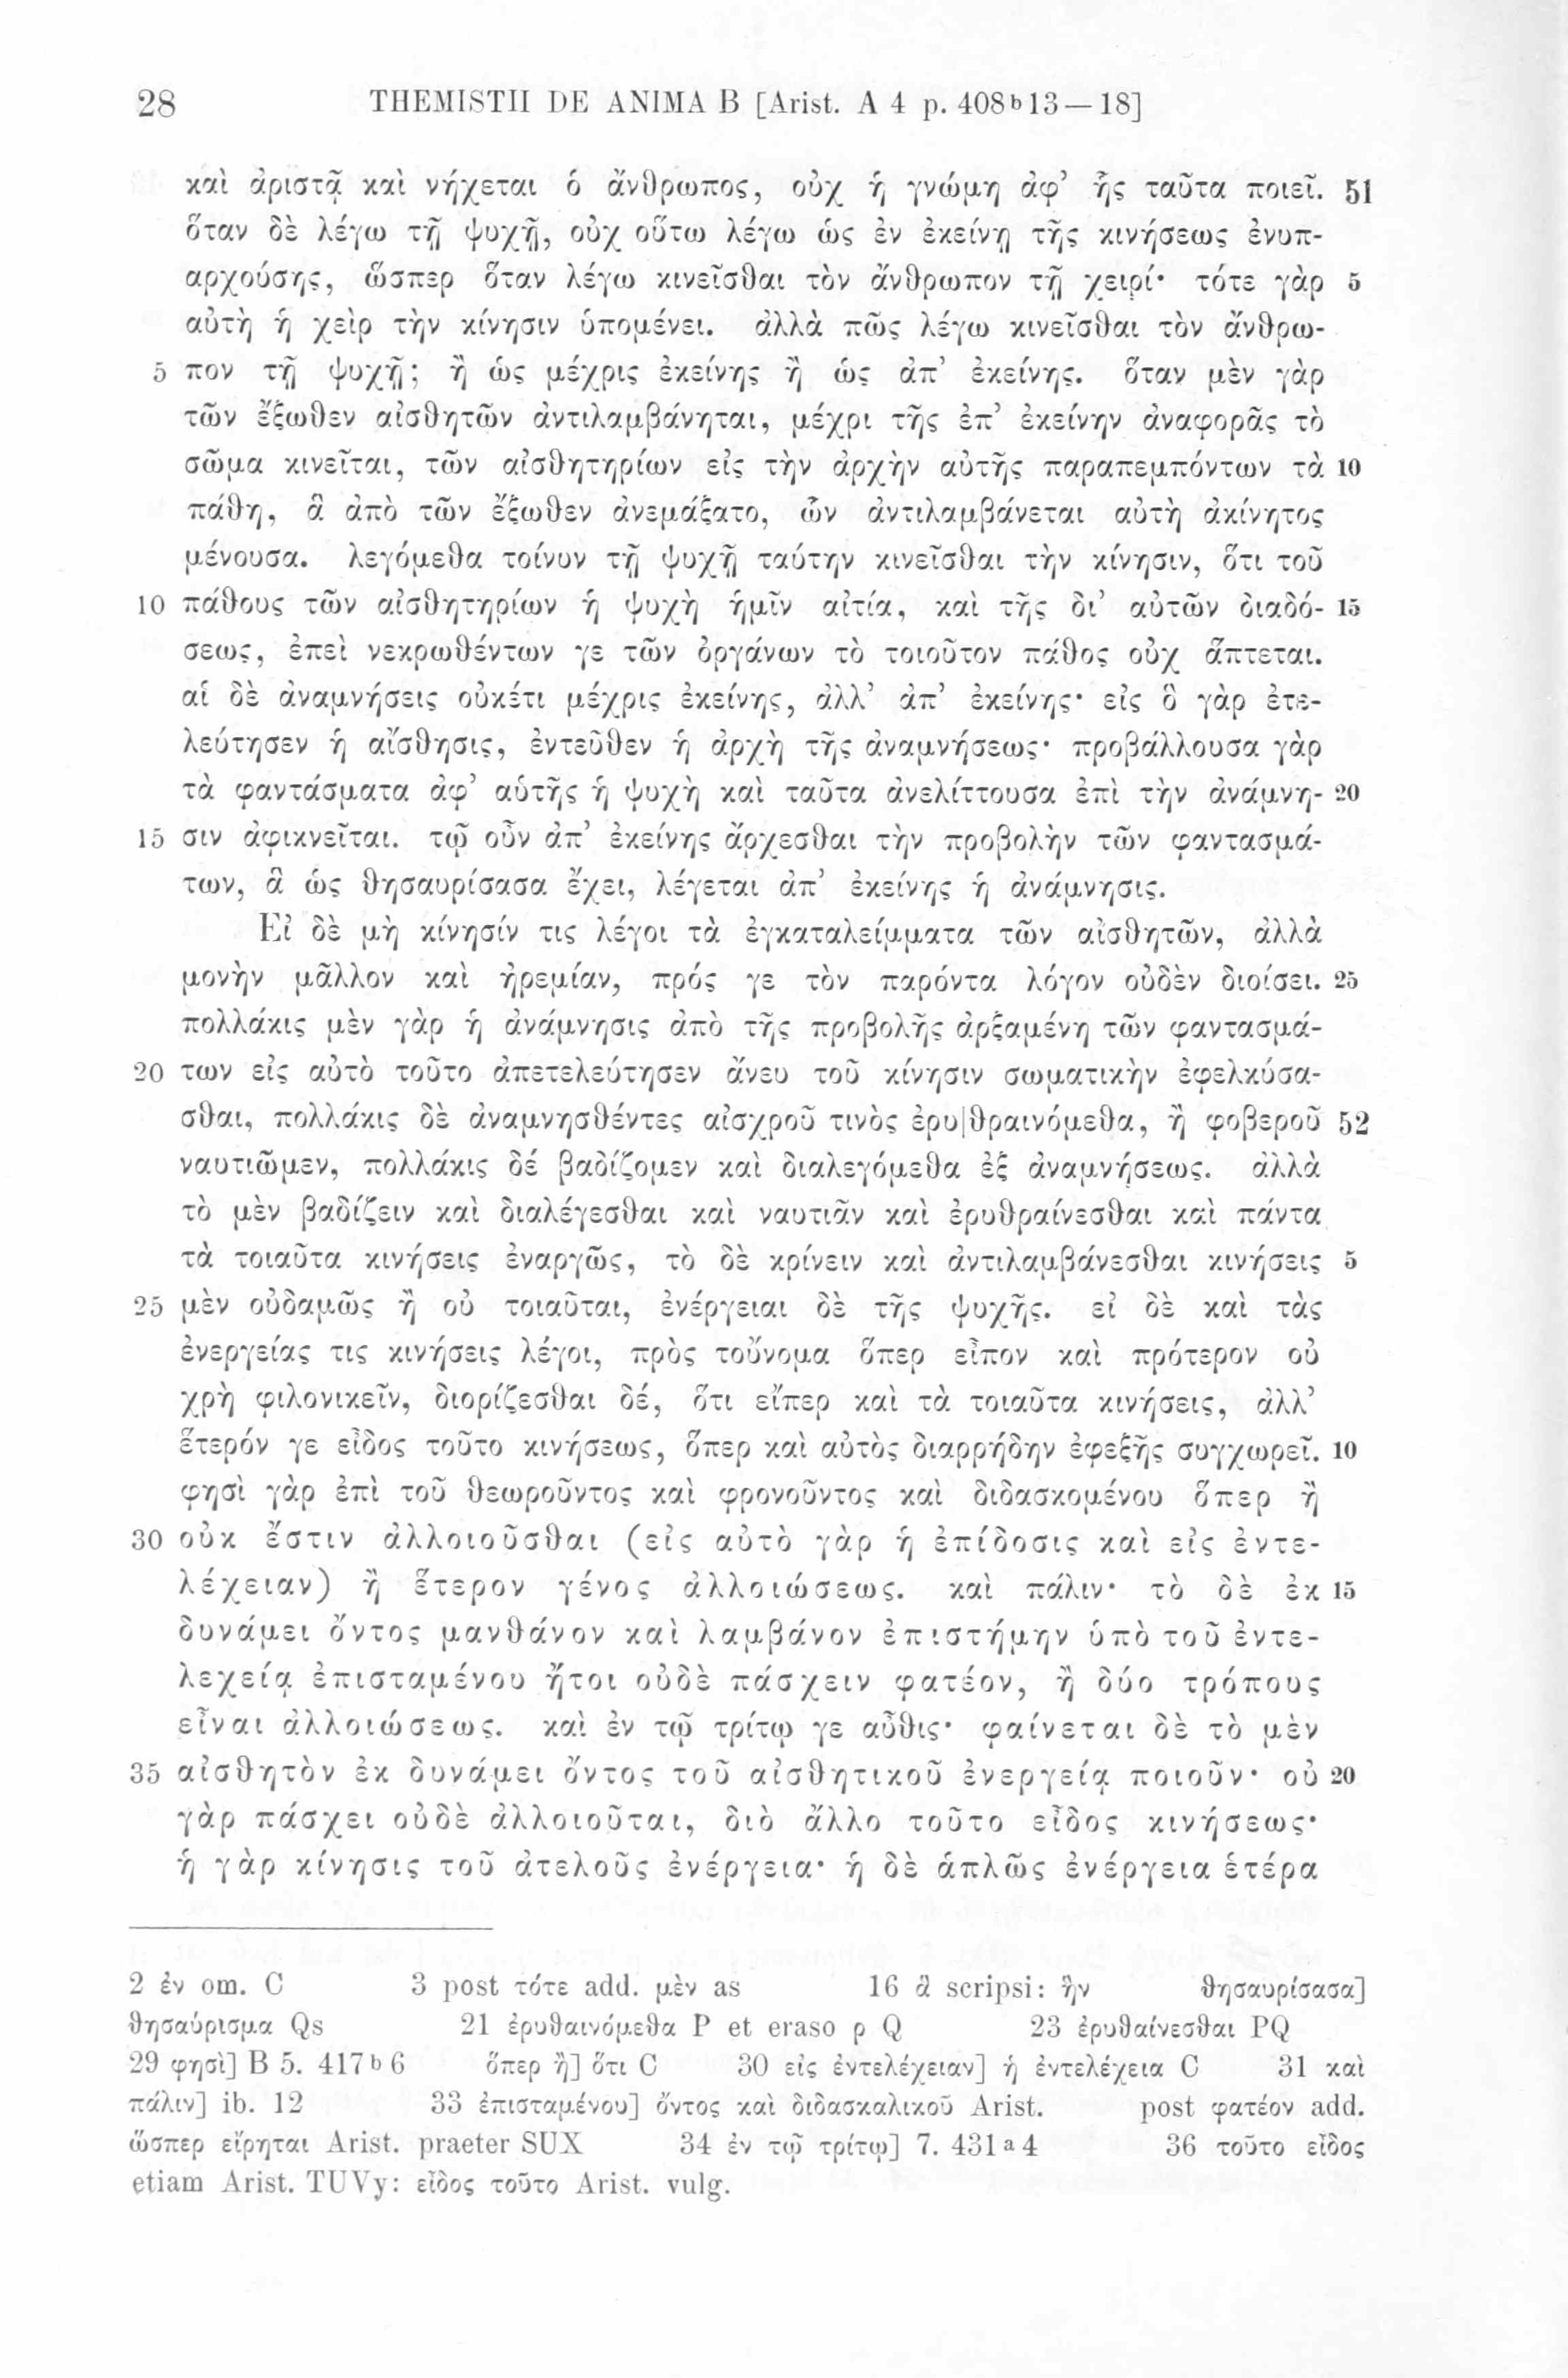 28 THEMISTII DE ANIMA B [Arist. A 4 p. 408ᵇ13—18]
καὶ ἀριστᾷ καὶ νήχεται ὁ ἄνθρωπος, οὐχ ἡ γνώμη ἀφ’ ἧς ταῦτα ποιεῖ. 51
ὅταν δὲ λέγω τῇ ψυχῇ, οὐχ οὕτω λέγω ὡς ἐν ἐκείνῃ τῆς κινήσεως ἐνυπ-
αρχούσης, ὥσπερ ὅταν λέγω κινεῖσθαι τὸν ἄνθρωπον τῇ χειρί· τότε γὰρ 5
αὐτὴ ἡ χεὶρ τὴν κίνησιν ὑπομένει. ἀλλὰ πῶς λέγω κινεῖσθαι τὸν ἄνθρω-
5 πον τῇ ψυχῇ; ἢ ὡς μέχρις ἐκείνης ἢ ὡς ἀπ’ ἐκείνης. ὅταν μὲν γὰρ
τῶν ἔξωθεν αἰσθητῶν ἀντιλαμβάνηται, μέχρι τῆς ἐπ’ ἐκείνην ἀναφορᾶς τὸ
σῶμα κινεῖται, τῶν αἰσθητηρίων εἰς τὴν ἀρχὴν αὐτῆς παραπεμπόντων τὰ 10
πάθη, ἃ ἀπὸ τῶν ἔξωθεν ἀνεμάξατο, ὧν ἀντιλαμβάνεται αὐτὴ ἀκίνητος
μένουσα. λεγόμεθα τοίνυν τῇ ψυχῇ ταύτην κινεῖσθαι τὴν κίνησιν, ὅτι τοῦ
10 πάθους τῶν αἰσθητηρίων ἡ ψυχὴ ἡμῖν αἰτία, καὶ τῆς δι’ αὐτῶν διαδό- 15
σεως, ἐπεὶ νεκρωθέντων γε τῶν ὀργάνων τὸ τοιοῦτον πάθος οὐχ ἅπτεται.
αἱ δὲ ἀναμνήσεις οὐκέτι μέχρις ἐκείνης, ἀλλ’ ἀπ’ ἐκείνης· εἰς ὃ γὰρ ἐτε-
λεύτησεν ἡ αἴσθησις, ἐντεῦθεν ἡ ἀρχὴ τῆς ἀναμνήσεως· προβάλλουσα γὰρ
τὰ φαντάσματα ἀφ’ αὑτῆς ἡ ψυχὴ καὶ ταῦτα ἀνελίττουσα ἐπὶ τὴν ἀνάμνη- 20
15 σιν ἀφικνεῖται. τῷ οὖν ἀπ’ ἐκείνης ἄρχεσθαι τὴν προβολὴν τῶν φαντασμά-
των, ἃ ὡς θησαυρίσασα ἔχει, λέγεται ἀπ’ ἐκείνης ἡ ἀνάμνησις.
Εἰ δὲ μὴ κίνησίν τις λέγοι τὰ ἐγκαταλείμματα τῶν αἰσθητῶν, ἀλλὰ
μονὴν μᾶλλον καὶ ἠρεμίαν, πρός γε τὸν παρόντα λόγον οὐδὲν διοίσει. 25
πολλάκις μὲν γὰρ ἡ ἀνάμνησις ἀπὸ τῆς προβολῆς ἀρξαμένη τῶν φαντασμά-
20 των εἰς αὐτὸ τοῦτο ἀπετελεύτησεν ἄνευ τοῦ κίνησιν σωματικὴν ἐφελκύσα-
σθαι, πολλάκις δὲ ἀναμνησθέντες αἰσχροῦ τινὸς ἐρυ|θραινόμεθα, ἢ φοβεροῦ 52
ναυτιῶμεν, πολλάκις δέ βαδίζομεν καὶ διαλεγόμεθα ἐξ ἀναμνήσεως. ἀλλὰ
τὸ μὲν βαδίζειν καὶ διαλέγεσθαι καὶ ναυτιᾶν καὶ ἐρυθραίνεσθαι καὶ πάντα
τὰ τοιαῦτα κινήσεις ἐναργῶς, τὸ δὲ κρίνειν καὶ ἀντιλαμβάνεσθαι κινήσεις 5
25 μὲν οὐδαμῶς ἢ οὐ τοιαῦται, ἐνέργειαι δὲ τῆς ψυχῆς. εἰ δὲ καὶ τὰς
ἐνεργείας τις κινήσεις λέγοι, πρὸς τοὔνομα ὅπερ εἶπον καὶ πρότερον οὐ
χρὴ φιλονικεῖν, διορίζεσθαι δέ, ὅτι εἴπερ καὶ τὰ τοιαῦτα κινήσεις, ἀλλ’
ἕτερόν γε εἶδος τοῦτο κινήσεως, ὅπερ καὶ αὐτὸς διαρρήδην ἐφεξῆς συγχωρεῖ. 10
φησὶ γὰρ ἐπὶ τοῦ θεωροῦντος καὶ φρονοῦντος καὶ διδασκομένου ὅπερ ἢ
30 οὐκ ἔστιν ἀλλοιοῦσθαι (εἰς αὐτὸ γὰρ ἡ ἐπίδοσις καὶ εἰς ἐντε-
λέχειαν) ἢ ἕτερον γένος ἀλλοιώσεως. καὶ πάλιν· τὸ δὲ ἐκ 15
δυνάμει ὄντος μανθάνον καὶ λαμβάνον ἐπιστήμην ὑπὸ τοῦ ἐντε-
λεχείᾳ ἐπισταμένου ἤτοι οὐδὲ πάσχειν φατέον, ἢ δύο τρόπους
εἶναι ἀλλοιώσεως. καὶ ἐν τῷ τρίτῳ γε αὖθις· φαίνεται δὲ τὸ μὲν
35 αἰσθητὸν ἐκ δυνάμει ὄντος τοῦ αἰσθητικοῦ ἐνεργείᾳ ποιοῦν· οὐ 20
γὰρ πάσχει οὐδὲ ἀλλοιοῦται, διὸ ἄλλο τοῦτο εἶδος κινήσεως·
ἡ γὰρ κίνησις τοῦ ἀτελοῦς ἐνέργεια· ἡ δὲ ἁπλῶς ἐνέργεια ἑτέρα
2 ἐν om. C 3 post τότε add. μὲν as 16 ἃ scripsi: ἣν θησαυρίσασα]
θησαύρισμα Qs 21 ἐρυθαινόμεθα P et eraso ρ Q 23 ἐρυθαίνεσθαι PQ
29 φησὶ] B 5. 417ᵇ6 ὅπερ ἢ] ὅτι C 30 εἰς ἐντελέχειαν] ἡ ἐντελέχεια C 31 καὶ
πάλιν] ib. 12 33 ἐπισταμένου] ὄντος καὶ διδασκαλικοῦ Arist. post φατέον add.
ὥσπερ εἴρηται Arist. praeter SUX 34 ἐν τῷ τρίτῳ] 7. 431ᵃ4 36 τοῦτο εἶδος
etiam Arist. TUVy: εἶδος τοῦτο Arist. vulg.